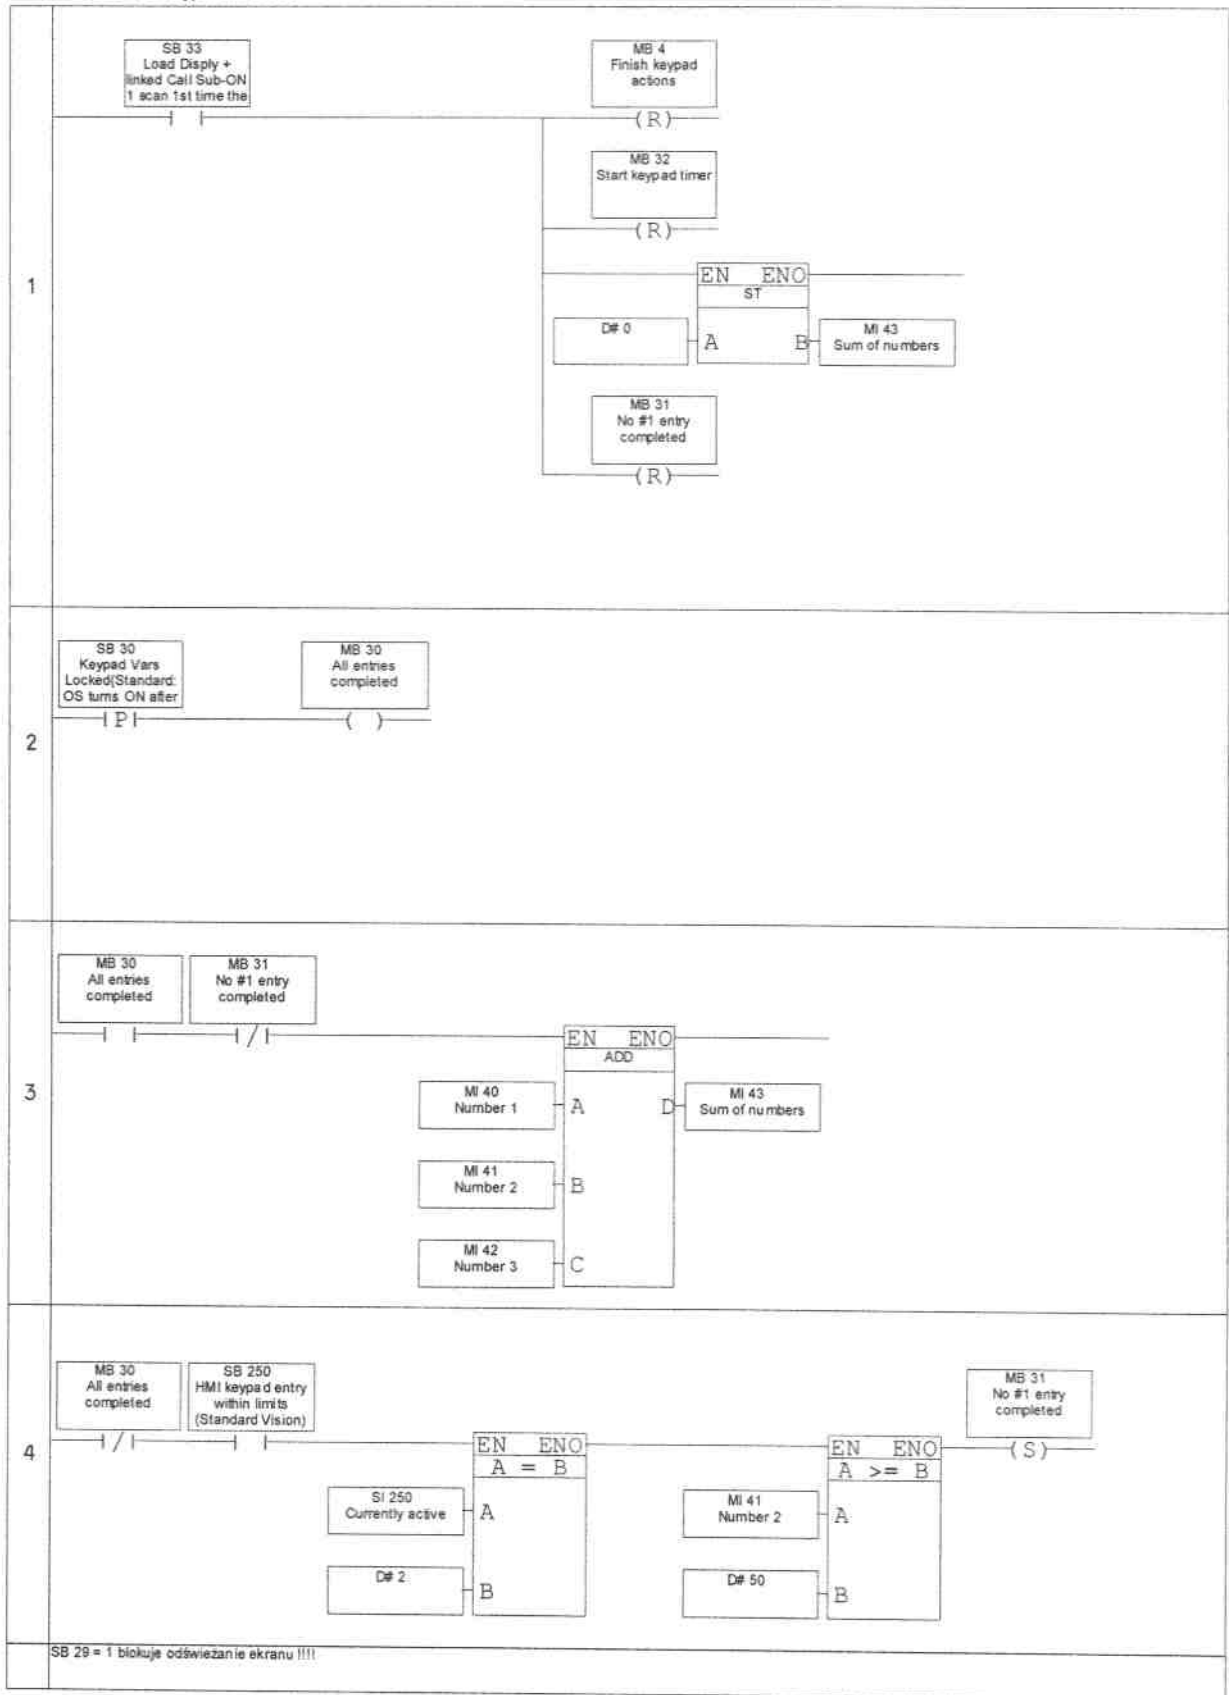 SB 33
Load Disply +
linked Call Sub-ON
1 scan 1st time the
MB 4
Finish keypad
actions
(R)
MB 32
Start keypad timer
(R)
1
EN ENO
ST
D# 0
A B
MI 43
Sum of numbers
MB 31
No #1 entry
completed
(R)
SB 30
Keypad Vars
Locked(Standard:
OS turns ON after
P
MB 30
All entries
completed
( )
2
MB 30
All entries
completed
MB 31
No #1 entry
completed
/
EN ENO
ADD
3
MI 40
Number 1
A D
MI 43
Sum of numbers
MI 41
Number 2
B
MI 42
Number 3
C
MB 30
All entries
completed
/
SB 250
HMI keypad entry
within limits
(Standard Vision)
MB 31
No #1 entry
completed
(S)
4
EN ENO
A = B
EN ENO
A >= B
SI 250
Currently active
A
MI 41
Number 2
A
D# 2
B
D# 50
B
SB 29 = 1 blokuje odświeżanie ekranu !!!!